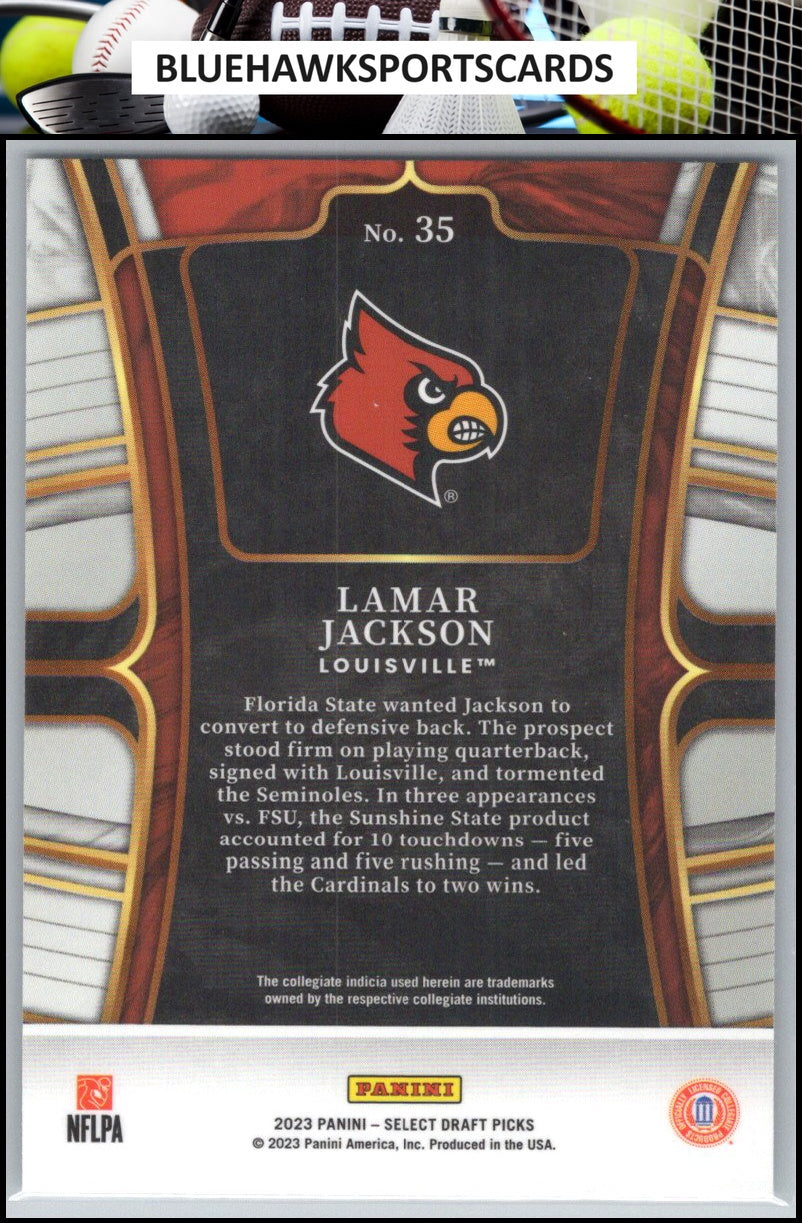 BLUEHAWKSPORTSCARDS
No. 35
®
LAMAR
JACKSON
LOUISVILLE™
Florida State wanted Jackson to
convert to defensive back. The prospect
stood firm on playing quarterback,
signed with Louisville, and tormented
the Seminoles. In three appearances
vs. FSU, the Sunshine State product
accounted for 10 touchdowns — five
passing and five rushing — and led
the Cardinals to two wins.
The collegiate indicia used herein are trademarks
owned by the respective collegiate institutions.
NFLPA
PANINI
2023 PANINI – SELECT DRAFT PICKS
© 2023 Panini America, Inc. Produced in the USA.
OFFICIALLY LICENSED COLLEGIATE PRODUCTS